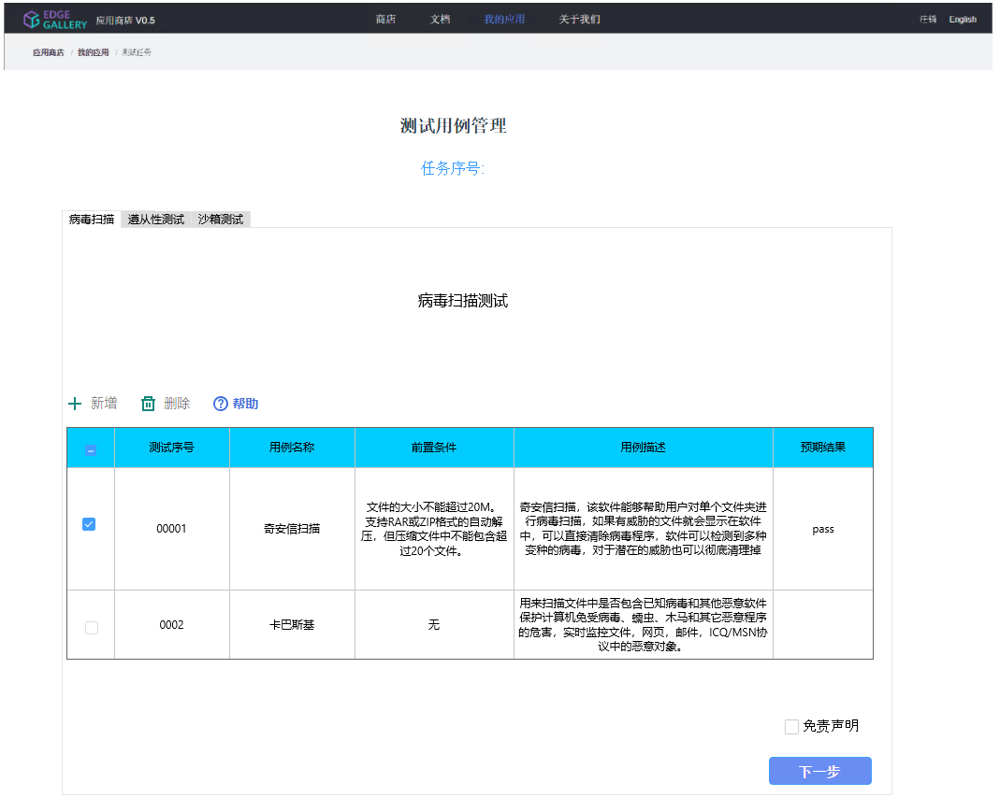 EDGE
GALLERY
应用商店 V0.5
商店
文档
我的应用
关于我们
注销
English
应用商店 / 我的应用 / 测试任务
测试用例管理
任务序号:
病毒扫描
遵从性测试
沙箱测试
病毒扫描测试
新增
删除
帮助
测试序号
用例名称
前置条件
用例描述
预期结果
00001
奇安信扫描
文件的大小不能超过20M。
支持RAR或ZIP格式的自动解
压，但压缩文件中不能包含超
过20个文件。
奇安信扫描，该软件能够帮助用户对单个文件夹进
行病毒扫描，如果有威胁的文件就会显示在软件
中，可以直接清除病毒程序，软件可以检测到多种
变种的病毒，对于潜在的威胁也可以彻底清理掉
pass
0002
卡巴斯基
无
用来扫描文件中是否包含已知病毒和其他恶意软件
保护计算机免受病毒、蠕虫、木马和其它恶意程序
的危害，实时监控文件，网页，邮件，ICQ/MSN协
议中的恶意对象。
免责声明
下一步